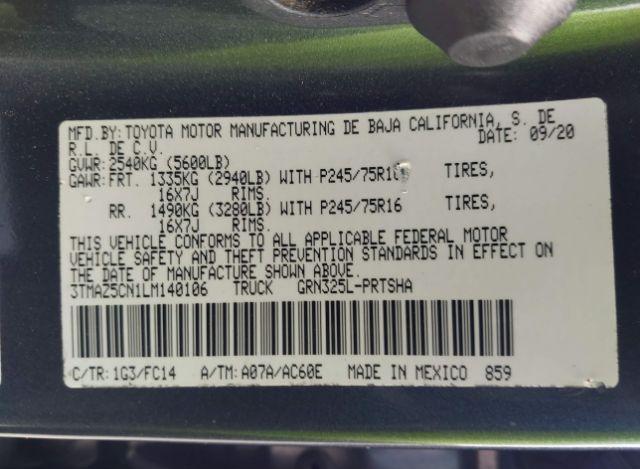 MFD.BY:TOYOTA MOTOR MANUFACTURING DE BAJA CALIFORNIA, S. DE
R.L. DE C.V. DATE: 09/20
GVWR:2540KG (5600LB)
GAWR:FRT. 1335KG (2940LB) WITH P245/75R16 TIRES,
16X7J RIMS.
RR. 1490KG (3280LB) WITH P245/75R16 TIRES,
16X7J RIMS.
THIS VEHICLE CONFORMS TO ALL APPLICABLE FEDERAL MOTOR
VEHICLE SAFETY AND THEFT PREVENTION STANDARDS IN EFFECT ON
THE DATE OF MANUFACTURE SHOWN ABOVE.
3TMAZ5CN1LM140106 TRUCK GRN325L-PRTSHA
C/TR:1G3/FC14 A/TM:A07A/AC60E MADE IN MEXICO 859